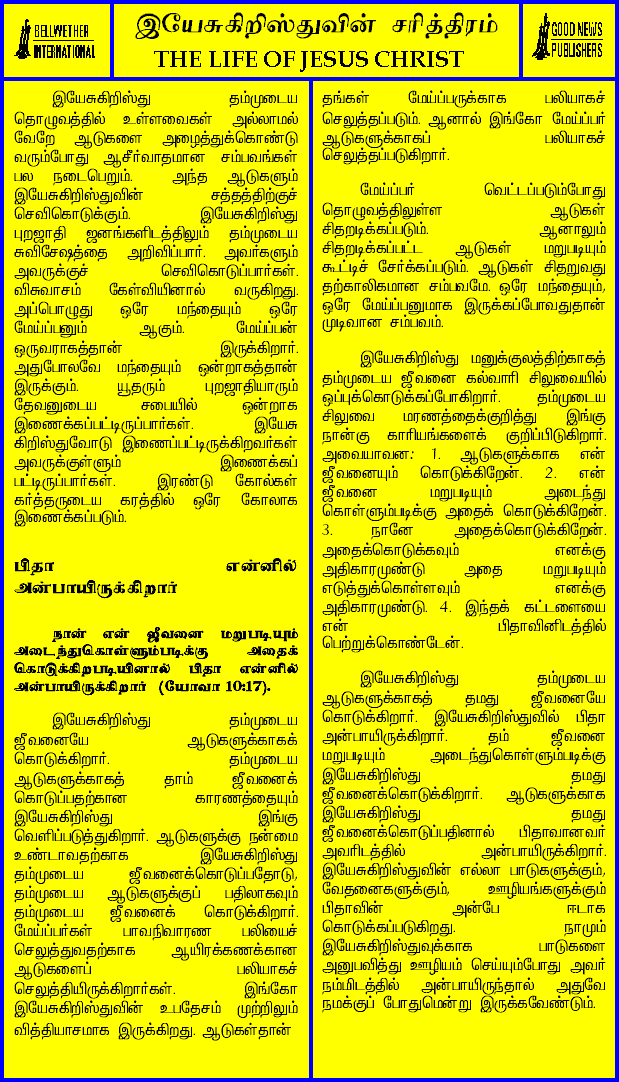 BELLWETHER
INTERNATIONAL
இயேசுகிறிஸ்துவின் சரித்திரம்
THE LIFE OF JESUS CHRIST
GOOD NEWS
PUBLISHERS
இயேசுகிறிஸ்து தம்முடைய
தொழுவத்தில் உள்ளவைகள் அல்லாமல்
வேறே ஆடுகளை அழைத்துக்கொண்டு
வரும்போது ஆசீர்வாதமான சம்பவங்கள்
பல நடைபெறும். அந்த ஆடுகளும்
இயேசுகிறிஸ்துவின் சத்தத்திற்குச்
செவிகொடுக்கும். இயேசுகிறிஸ்து
புறஜாதி ஜனங்களிடத்திலும் தம்முடைய
சுவிசேஷத்தை அறிவிப்பார். அவர்களும்
அவருக்குச் செவிகொடுப்பார்கள்.
விசுவாசம் கேள்வியினால் வருகிறது.
அப்பொழுது ஒரே மந்தையும் ஒரே
மேய்ப்பனும் ஆகும். மேய்ப்பன்
ஒருவராகத்தான் இருக்கிறார்.
அதுபோலவே மந்தையும் ஒன்றாகத்தான்
இருக்கும். யூதரும் புறஜாதியாரும்
தேவனுடைய சபையில் ஒன்றாக
இணைக்கப்பட்டிருப்பார்கள். இயேசு
கிறிஸ்துவோடு இணைப்பட்டிருக்கிறவர்கள்
அவருக்குள்ளும் இணைக்கப்
பட்டிருப்பார்கள். இரண்டு கோல்கள்
கர்த்தருடைய கரத்தில் ஒரே கோலாக
இணைக்கப்படும்.
பிதா என்னில்
அன்பாயிருக்கிறார்
நான் என் ஜீவனை மறுபடியும்
அடைந்துகொள்ளும்படிக்கு அதைக்
கொடுக்கிறபடியினால் பிதா என்னில்
அன்பாயிருக்கிறார் (யோவா 10:17).
இயேசுகிறிஸ்து தம்முடைய
ஜீவனையே ஆடுகளுக்காகக்
கொடுக்கிறார். தம்முடைய
ஆடுகளுக்காகத் தாம் ஜீவனைக்
கொடுப்பதற்கான காரணத்தையும்
இயேசுகிறிஸ்து இங்கு
வெளிப்படுத்துகிறார். ஆடுகளுக்கு நன்மை
உண்டாவதற்காக இயேசுகிறிஸ்து
தம்முடைய ஜீவனைக்கொடுப்பதோடு,
தம்முடைய ஆடுகளுக்குப் பதிலாகவும்
தம்முடைய ஜீவனைக் கொடுக்கிறார்.
மேய்ப்பர்கள் பாவநிவாரண பலியைச்
செலுத்துவதற்காக ஆயிரக்கணக்கான
ஆடுகளைப் பலியாகச்
செலுத்தியிருக்கிறார்கள். இங்கோ
இயேசுகிறிஸ்துவின் உபதேசம் முற்றிலும்
வித்தியாசமாக இருக்கிறது. ஆடுகள்தான்
தங்கள் மேய்ப்பருக்காக பலியாகச்
செலுத்தப்படும். ஆனால் இங்கோ மேய்ப்பர்
ஆடுகளுக்காகப் பலியாகச்
செலுத்தப்படுகிறார்.
மேய்ப்பர் வெட்டப்படும்போது
தொழுவத்திலுள்ள ஆடுகள்
சிதறடிக்கப்படும். ஆனாலும்
சிதறடிக்கப்பட்ட ஆடுகள் மறுபடியும்
கூட்டிச் சேர்க்கப்படும். ஆடுகள் சிதறுவது
தற்காலிகமான சம்பவமே. ஒரே மந்தையும்,
ஒரே மேய்ப்பனுமாக இருக்கப்போவதுதான்
முடிவான சம்பவம்.
இயேசுகிறிஸ்து மனுக்குலத்திற்காகத்
தம்முடைய ஜீவனை கல்வாரி சிலுவையில்
ஒப்புக்கொடுக்கப்போகிறார். தம்முடைய
சிலுவை மரணத்தைக்குறித்து இங்கு
நான்கு காரியங்களைக் குறிப்பிடுகிறார்.
அவையாவன: 1. ஆடுகளுக்காக என்
ஜீவனையும் கொடுக்கிறேன். 2. என்
ஜீவனை மறுபடியும் அடைந்து
கொள்ளும்படிக்கு அதைக் கொடுக்கிறேன்.
3. நானே அதைக்கொடுக்கிறேன்.
அதைக்கொடுக்கவும் எனக்கு
அதிகாரமுண்டு அதை மறுபடியும்
எடுத்துக்கொள்ளவும் எனக்கு
அதிகாரமுண்டு. 4. இந்தக் கட்டளையை
என் பிதாவினிடத்தில்
பெற்றுக்கொண்டேன்.
இயேசுகிறிஸ்து தம்முடைய
ஆடுகளுக்காகத் தமது ஜீவனையே
கொடுக்கிறார். இயேசுகிறிஸ்துவில் பிதா
அன்பாயிருக்கிறார். தம் ஜீவனை
மறுபடியும் அடைந்துகொள்ளும்படிக்கு
இயேசுகிறிஸ்து தமது
ஜீவனைக்கொடுக்கிறார். ஆடுகளுக்காக
இயேசுகிறிஸ்து தமது
ஜீவனைக்கொடுப்பதினால் பிதாவானவர்
அவரிடத்தில் அன்பாயிருக்கிறார்.
இயேசுகிறிஸ்துவின் எல்லா பாடுகளுக்கும்,
வேதனைகளுக்கும், ஊழியங்களுக்கும்
பிதாவின் அன்பே ஈடாக
கொடுக்கப்படுகிறது. நாமும்
இயேசுகிறிஸ்துவுக்காக பாடுகளை
அனுபவித்து ஊழியம் செய்யும்போது அவர்
நம்மிடத்தில் அன்பாயிருந்தால் அதுவே
நமக்குப் போதுமென்று இருக்கவேண்டும்.